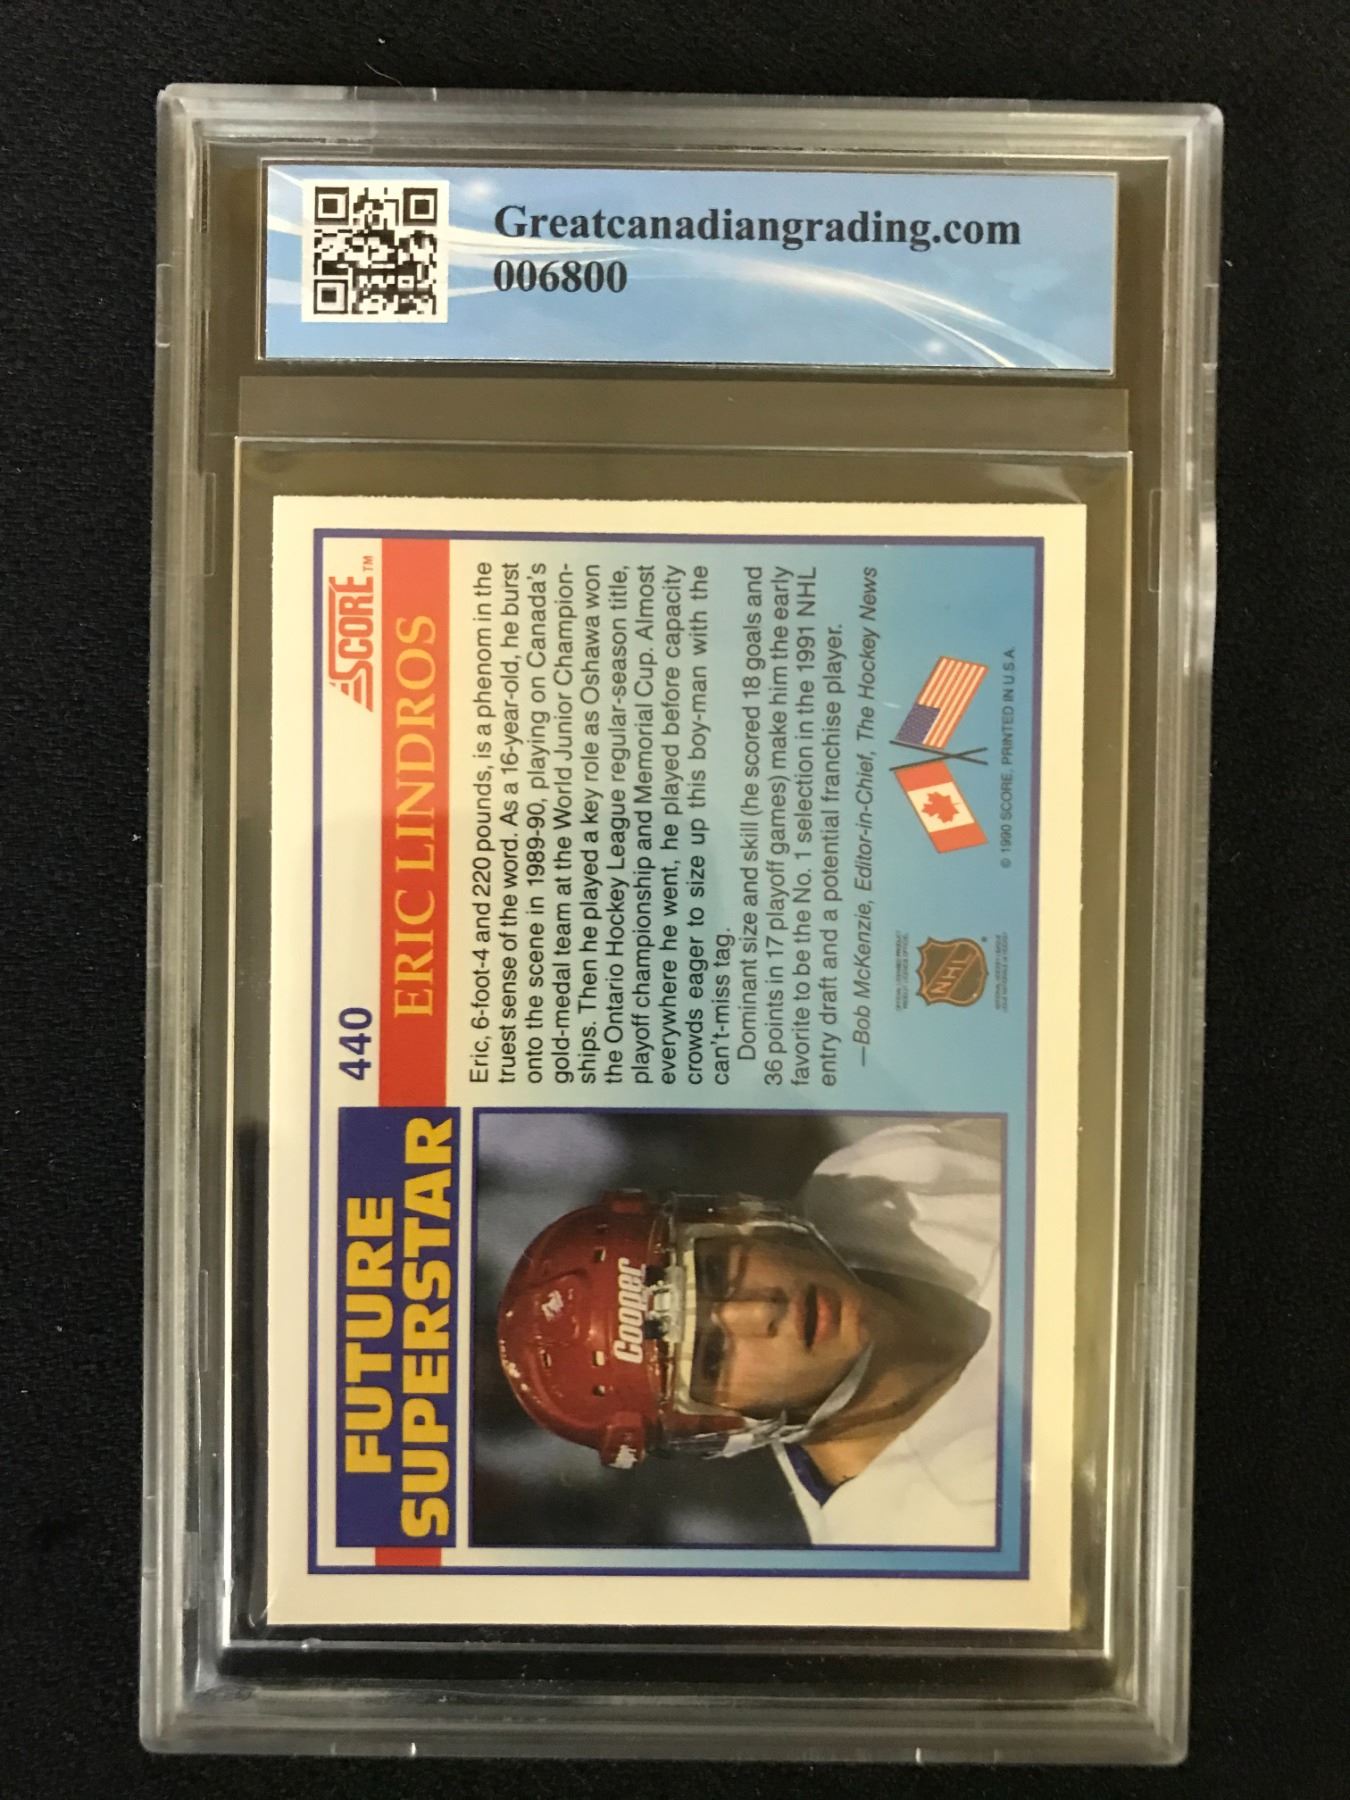 Greatcanadiangrading.com
006800
SCORE™
440
ERIC LINDROS
FUTURE
SUPERSTAR
Eric, 6-foot-4 and 220 pounds, is a phenom in the
truest sense of the word. As a 16-year-old, he burst
onto the scene in 1989-90, playing on Canada's
gold-medal team at the World Junior Champion-
ships. Then he played a key role as Oshawa won
the Ontario Hockey League regular-season title,
playoff championship and Memorial Cup. Almost
everywhere he went, he played before capacity
crowds eager to size up this boy-man with the
can't-miss tag.
Dominant size and skill (he scored 18 goals and
36 points in 17 playoff games) make him the early
favorite to be the No. 1 selection in the 1991 NHL
entry draft and a potential franchise player.
—Bob McKenzie, Editor-in-Chief, The Hockey News
NHL
© 1990 SCORE, PRINTED IN U.S.A.
Cooper